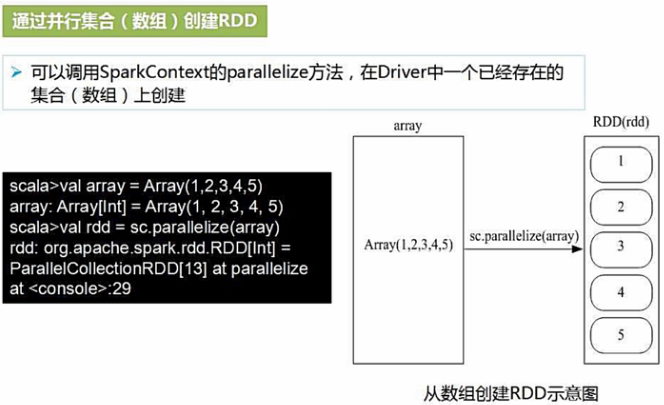 通过并行集合（数组）创建RDD
可以调用SparkContext的parallelize方法，在Driver中一个已经存在的
集合（数组）上创建
scala>val array = Array(1,2,3,4,5)
array: Array[Int] = Array(1, 2, 3, 4, 5)
scala>val rdd = sc.parallelize(array)
rdd: org.apache.spark.rdd.RDD[Int] =
ParallelCollectionRDD[13] at parallelize
at <console>:29
array
Array(1,2,3,4,5)
sc.parallelize(array)
RDD(rdd)
1
2
3
4
5
从数组创建RDD示意图